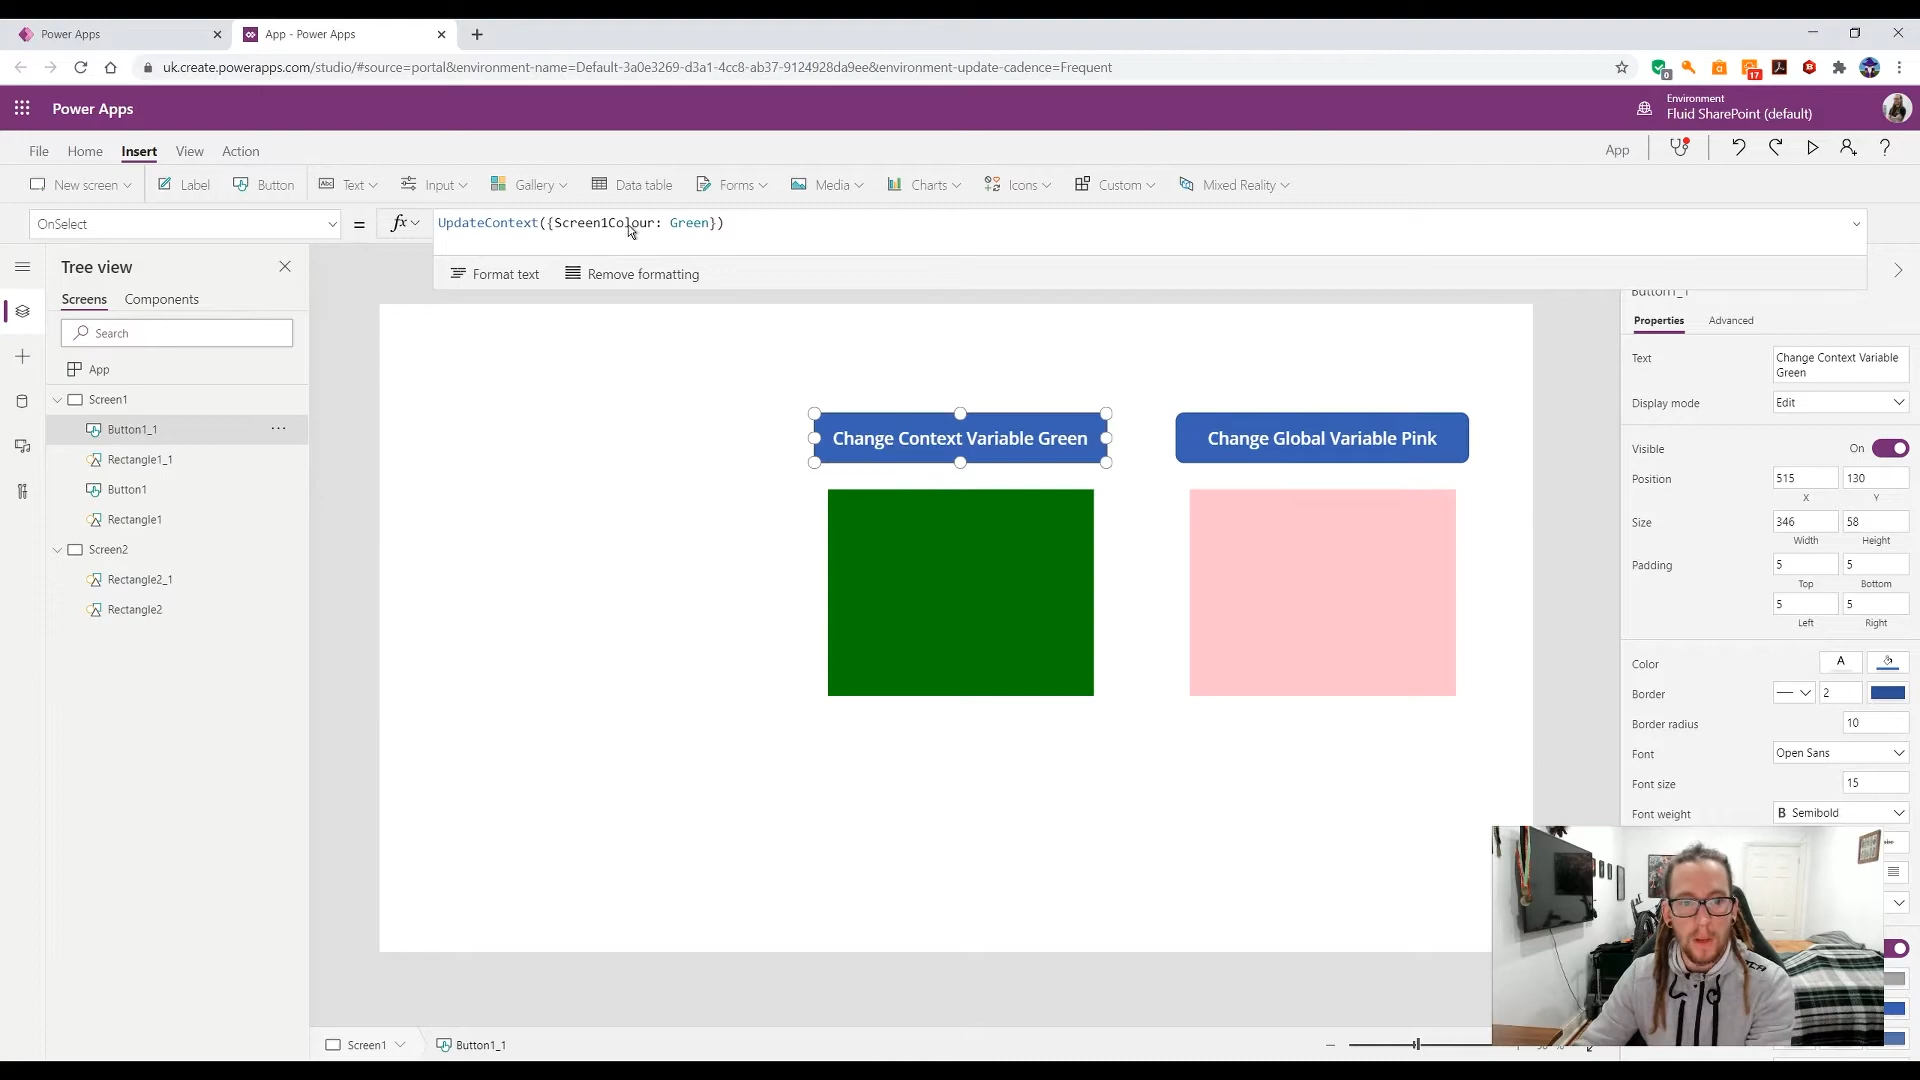 Power Apps
App - Power Apps
uk.create.powerapps.com/studio/#source=portal&environment-name=Default-3a0e3269-d3a1-4cc8-ab37-9124928da9ee&environment-update-cadence=Frequent
0
17
Power Apps
Environment
Fluid SharePoint (default)
File
Home
Insert
View
Action
App
New screen
Label
Button
Text
Input
Gallery
Data table
Forms
Media
Charts
Icons
Custom
Mixed Reality
OnSelect
=
fx
UpdateContext({Screen1Colour: Green})
Format text
Remove formatting
Tree view
Screens
Components
Search
App
Screen1
Button1_1
Rectangle1_1
Button1
Rectangle1
Screen2
Rectangle2_1
Rectangle2
Change Context Variable Green
Change Global Variable Pink
Button1_1
Properties
Advanced
Text
Change Context Variable
Green
Display mode
Edit
Visible
On
Position
515
130
X
Y
Size
346
58
Width
Height
Padding
5
5
Top
Bottom
5
5
Left
Right
Color
A
Border
2
Border radius
10
Font
Open Sans
Font size
15
Font weight
B Semibold
Screen1
Button1_1